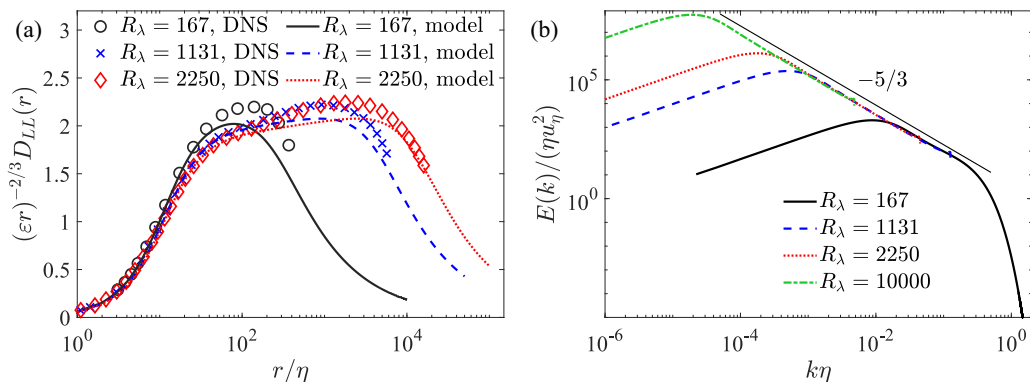 (a)
3
2.5
2
1.5
1
0.5
0
(εr)^{-2/3}D_{LL}(r)
R_λ = 167, DNS
R_λ = 167, model
R_λ = 1131, DNS
R_λ = 1131, model
R_λ = 2250, DNS
R_λ = 2250, model
10^0
10^2
10^4
r/η
(b)
10^5
10^0
E(k)/(ηu_η^2)
−5/3
R_λ = 167
R_λ = 1131
R_λ = 2250
R_λ = 10000
10^{-6}
10^{-4}
10^{-2}
10^0
kη